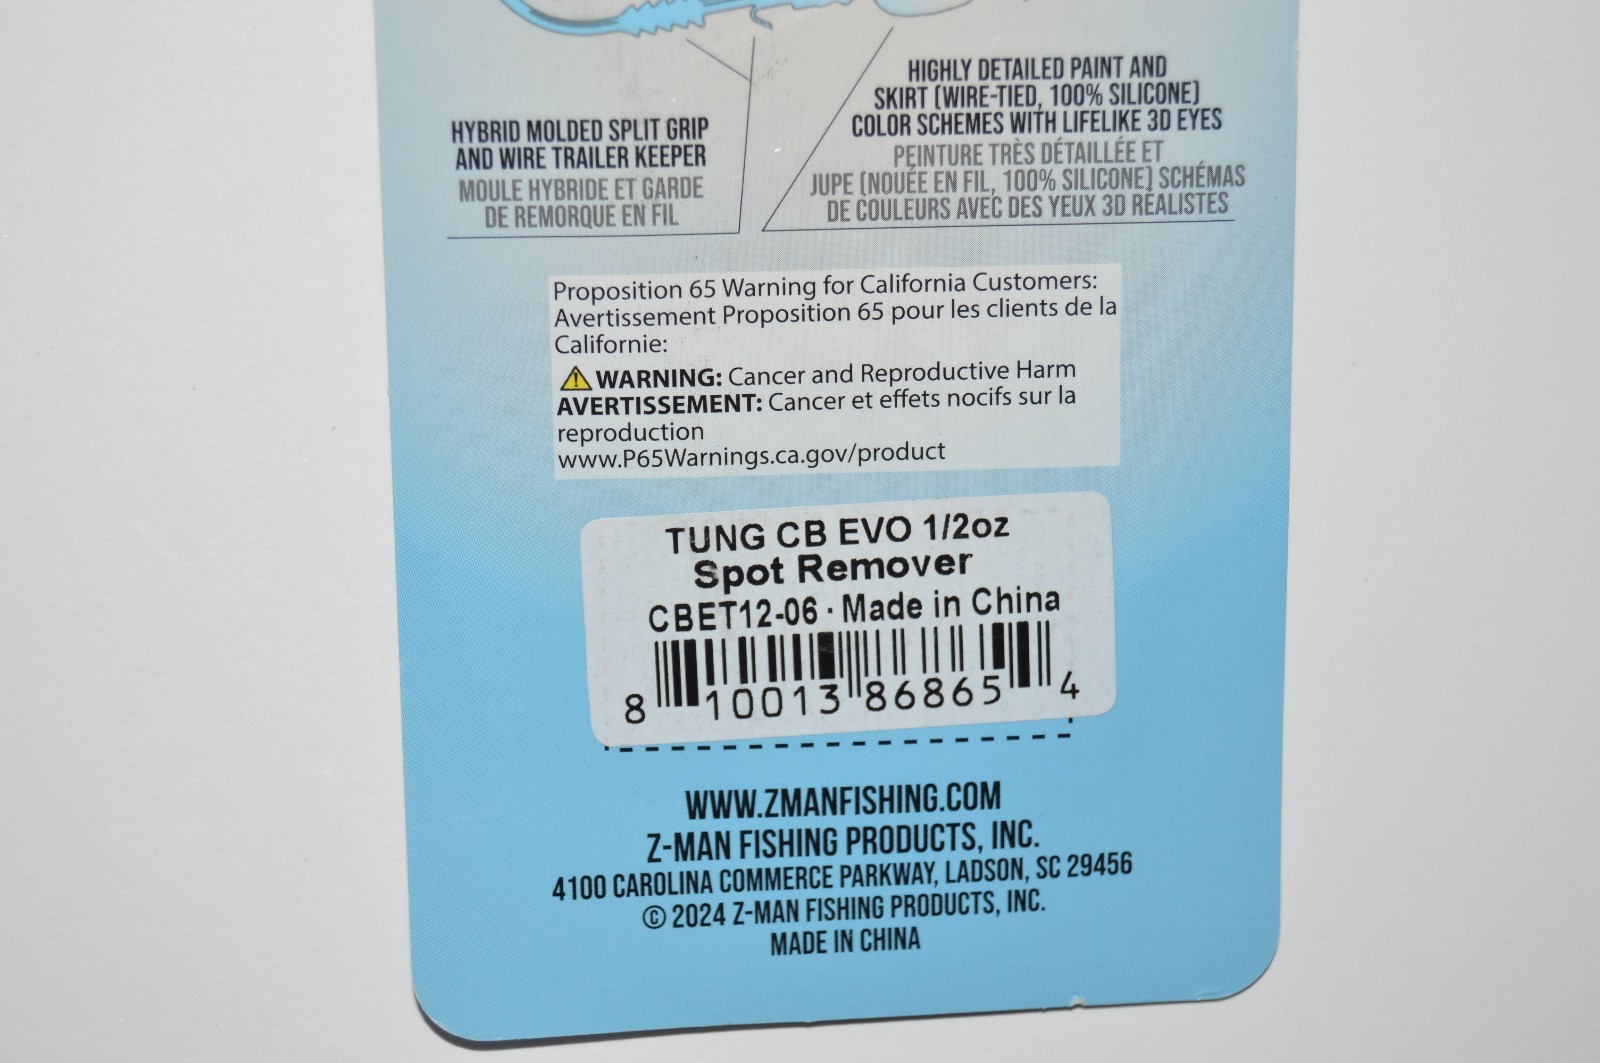 HYBRID MOLDED SPLIT GRIP
AND WIRE TRAILER KEEPER
MOULE HYBRIDE ET GARDE
DE REMORQUE EN FIL
HIGHLY DETAILED PAINT AND
SKIRT (WIRE-TIED, 100% SILICONE)
COLOR SCHEMES WITH LIFELIKE 3D EYES
PEINTURE TRÈS DÉTAILLÉE ET
JUPE (NOUÉE EN FIL, 100% SILICONE) SCHÉMAS
DE COULEURS AVEC DES YEUX 3D RÉALISTES
Proposition 65 Warning for California Customers:
Avertissement Proposition 65 pour les clients de la
Californie:
WARNING: Cancer and Reproductive Harm
AVERTISSEMENT: Cancer et effets nocifs sur la
reproduction
www.P65Warnings.ca.gov/product
TUNG CB EVO 1/2oz
Spot Remover
CBET12-06 · Made in China
8 10013 86865 4
WWW.ZMANFISHING.COM
Z-MAN FISHING PRODUCTS, INC.
4100 CAROLINA COMMERCE PARKWAY, LADSON, SC 29456
© 2024 Z-MAN FISHING PRODUCTS, INC.
MADE IN CHINA